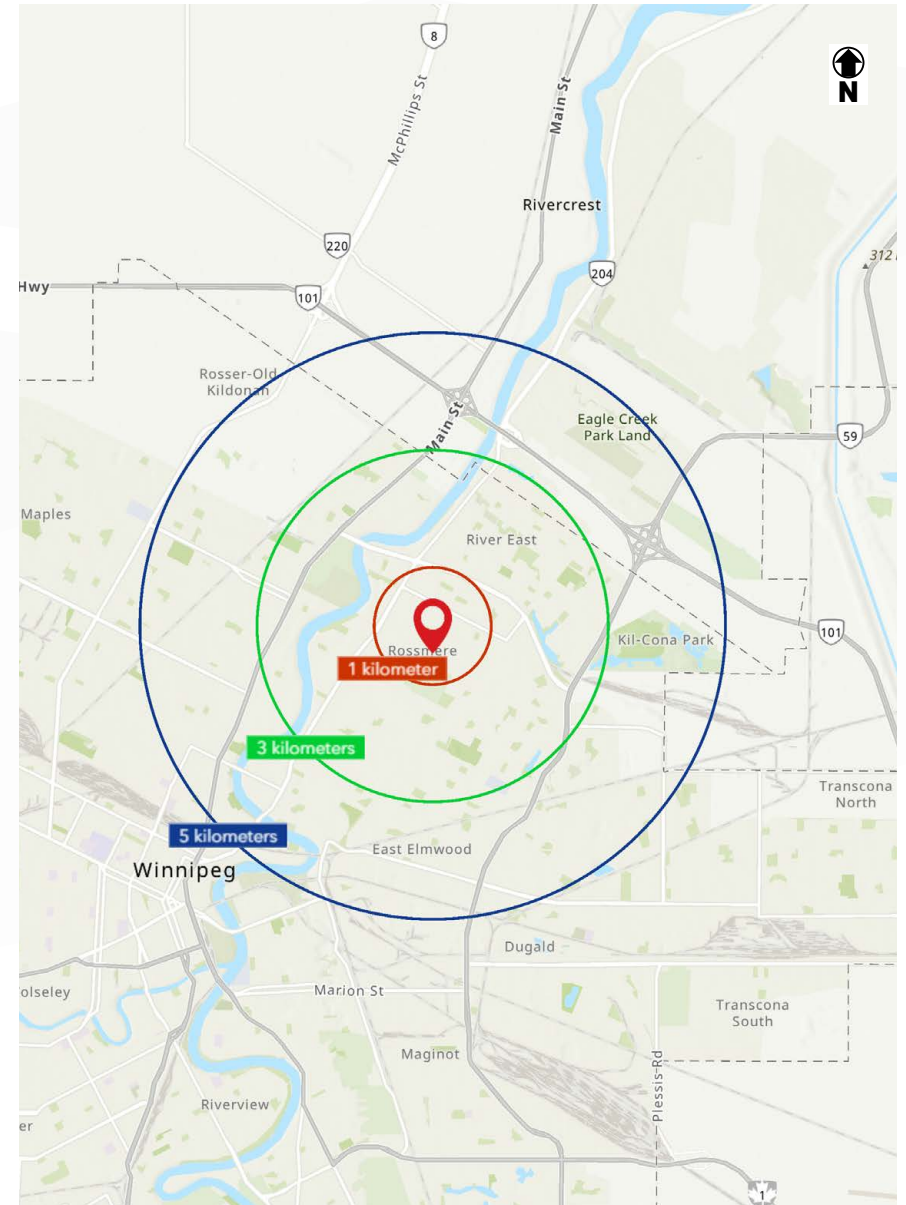 8
McPhillips St
Main St
N
Rivercrest
220
204
312
Hwy
101
Rosser-Old
Kildonan
Main St
Eagle Creek
Park Land
59
Maples
River East
Kil-Cona Park
101
Rossmere
1 kilometer
3 kilometers
Transcona
North
5 kilometers
East Elmwood
Winnipeg
Dugald
olseley
Marion St
Transcona
South
Maginot
Plessis Rd
Riverview
er
1